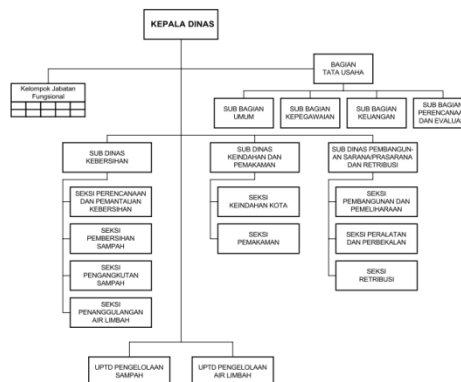 KEPALA DINAS
BAGIAN
TATA USAHA
Kelompok Jabatan
Fungsional
SUB BAGIAN
UMUM
SUB BAGIAN
KEPEGAWAIAN
SUB BAGIAN
KEUANGAN
SUB BAGIAN
PERENCANAAN
DAN EVALUA
SUB DINAS
KEBERSIHAN
SUB DINAS
KEINDAHAN DAN
PEMAKAMAN
SUB DINAS PEMBANGUN-
AN SARANA/PRASARANA
DAN RETRIBUSI
SEKSI PERENCANAAN
DAN PEMANTAUAN
KEBERSIHAN
SEKSI
PEMBERSIHAN
SAMPAH
SEKSI
PENGANGKUTAN
SAMPAH
SEKSI
PENANGGULANGAN
AIR LIMBAH
SEKSI
KEINDAHAN KOTA
SEKSI
PEMAKAMAN
SEKSI
PEMBANGUNAN DAN
PEMELIHARAAN
SEKSI PERALATAN
DAN PERBEKALAN
SEKSI
RETRIBUSI
UPTD PENGELOLAAN
SAMPAH
UPTD PENGELOLAAN
AIR LIMBAH